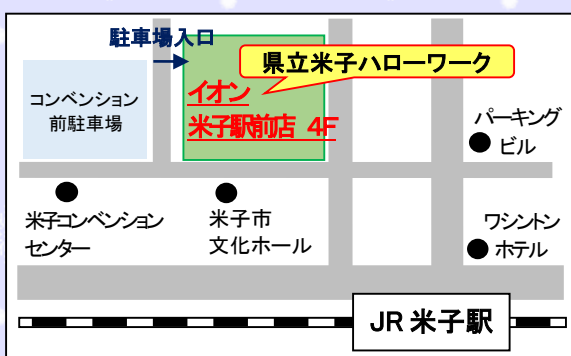 駐車場入口
県立米子ハローワーク
コンベンション
前駐車場
イオン
米子駅前店 4F
パーキング
ビル
米子コンベンション
センター
米子市
文化ホール
ワシントン
ホテル
JR 米子駅